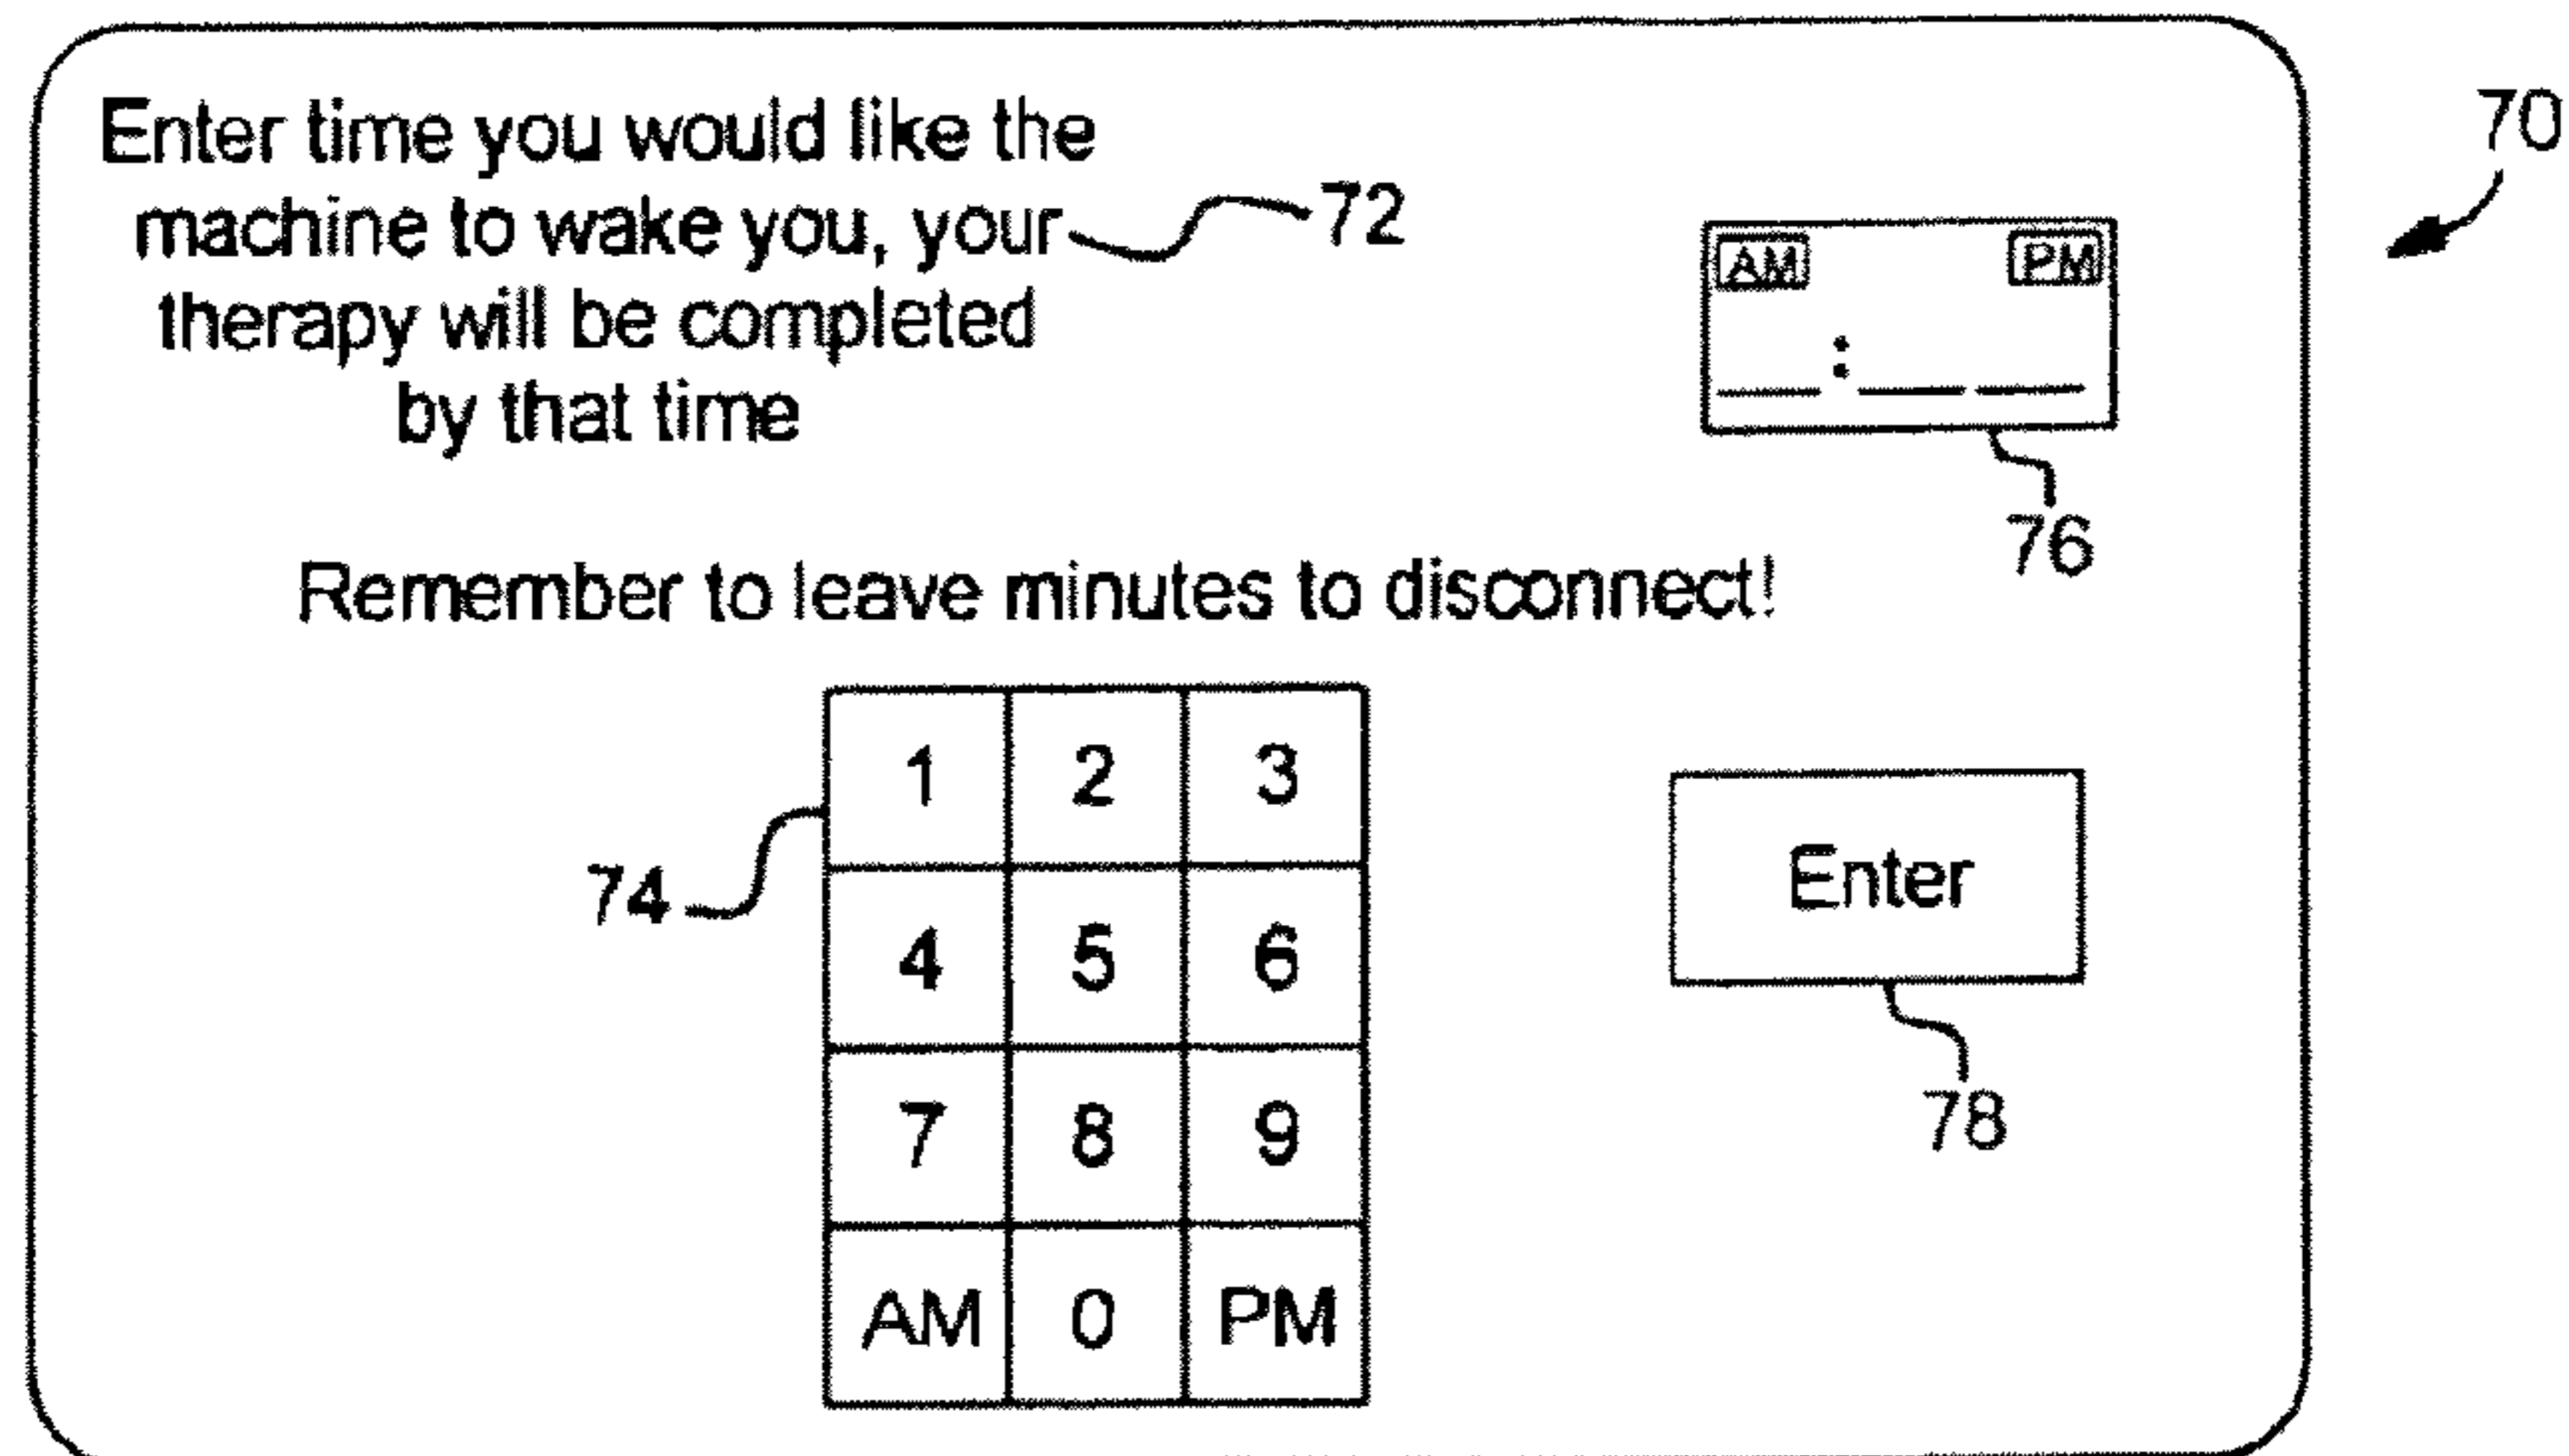 Enter time you would like the
machine to wake you, your
therapy will be completed
by that time
72
70
AM PM
:
76
Remember to leave minutes to disconnect!
74
1 2 3
4 5 6
7 8 9
AM 0 PM
Enter
78